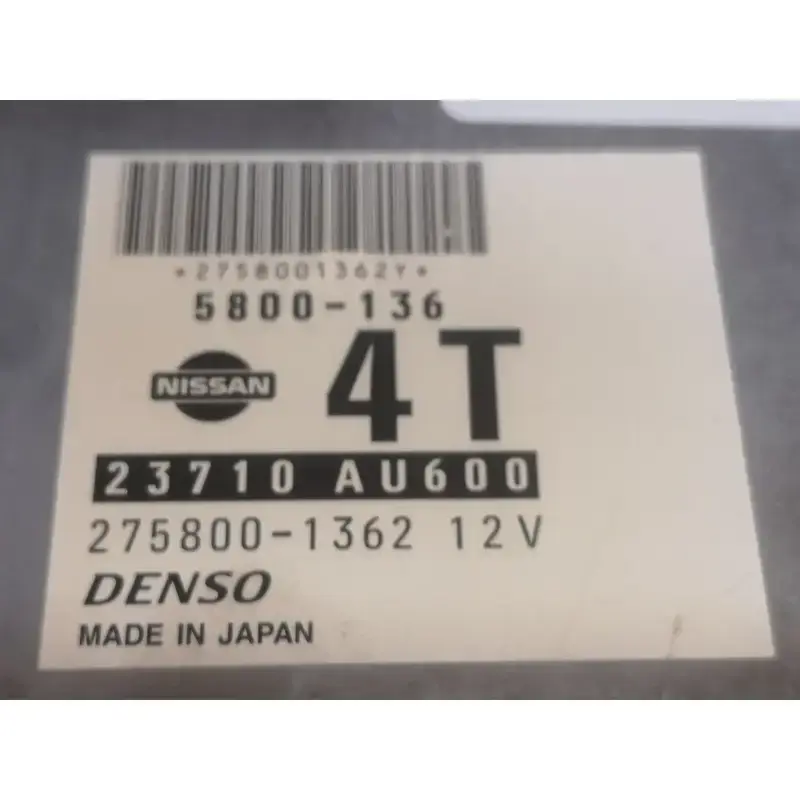 *2758001362Y*
5800-136
NISSAN 4T
23710 AU600
275800-1362 12V
DENSO
MADE IN JAPAN